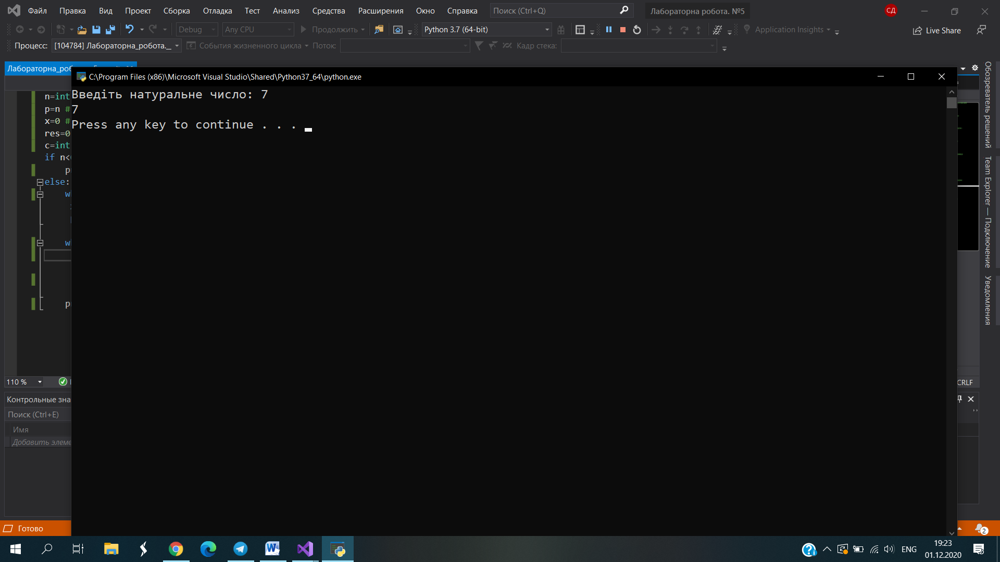 Файл Правка Вид Проект Сборка Отладка Тест Анализ Средства Расширения Окно Справка Поиск (Ctrl+Q) Лабораторна робота. №5 СД
Debug Any CPU Продолжить Python 3.7 (64-bit) Application Insights Live Share
Процесс: [104784] Лабораторна_робота._ События жизненного цикла Поток: Кадр стека:
C:\Program Files (x86)\Microsoft Visual Studio\Shared\Python37_64\python.exe
Введіть натуральне число: 7
7
Press any key to continue . . .
n=int
p=n #
x=0 #
res=0
c=int
if n<
p
else:
w
w
p
110 %
CRLF
Контрольные зна
Поиск (Ctrl+E)
Имя
Добавить элеме
Обозреватель решений
Team Explorer — Подключение
Уведомления
Готово
2
ENG
19:23
01.12.2020